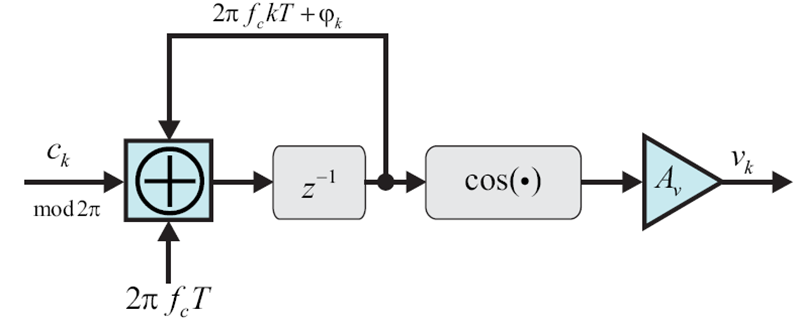 2π f_c kT + φ_k
c_k
mod 2π
z⁻¹
cos(•)
A_v
v_k
2π f_c T